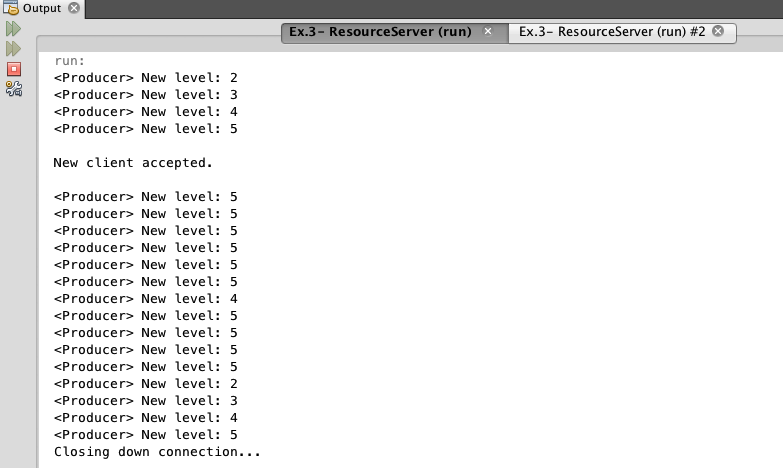 Output
Ex.3- ResourceServer (run) Ex.3- ResourceServer (run) #2
run:
<Producer> New level: 2
<Producer> New level: 3
<Producer> New level: 4
<Producer> New level: 5
New client accepted.
<Producer> New level: 5
<Producer> New level: 5
<Producer> New level: 5
<Producer> New level: 5
<Producer> New level: 5
<Producer> New level: 5
<Producer> New level: 4
<Producer> New level: 5
<Producer> New level: 5
<Producer> New level: 5
<Producer> New level: 5
<Producer> New level: 2
<Producer> New level: 3
<Producer> New level: 4
<Producer> New level: 5
Closing down connection...